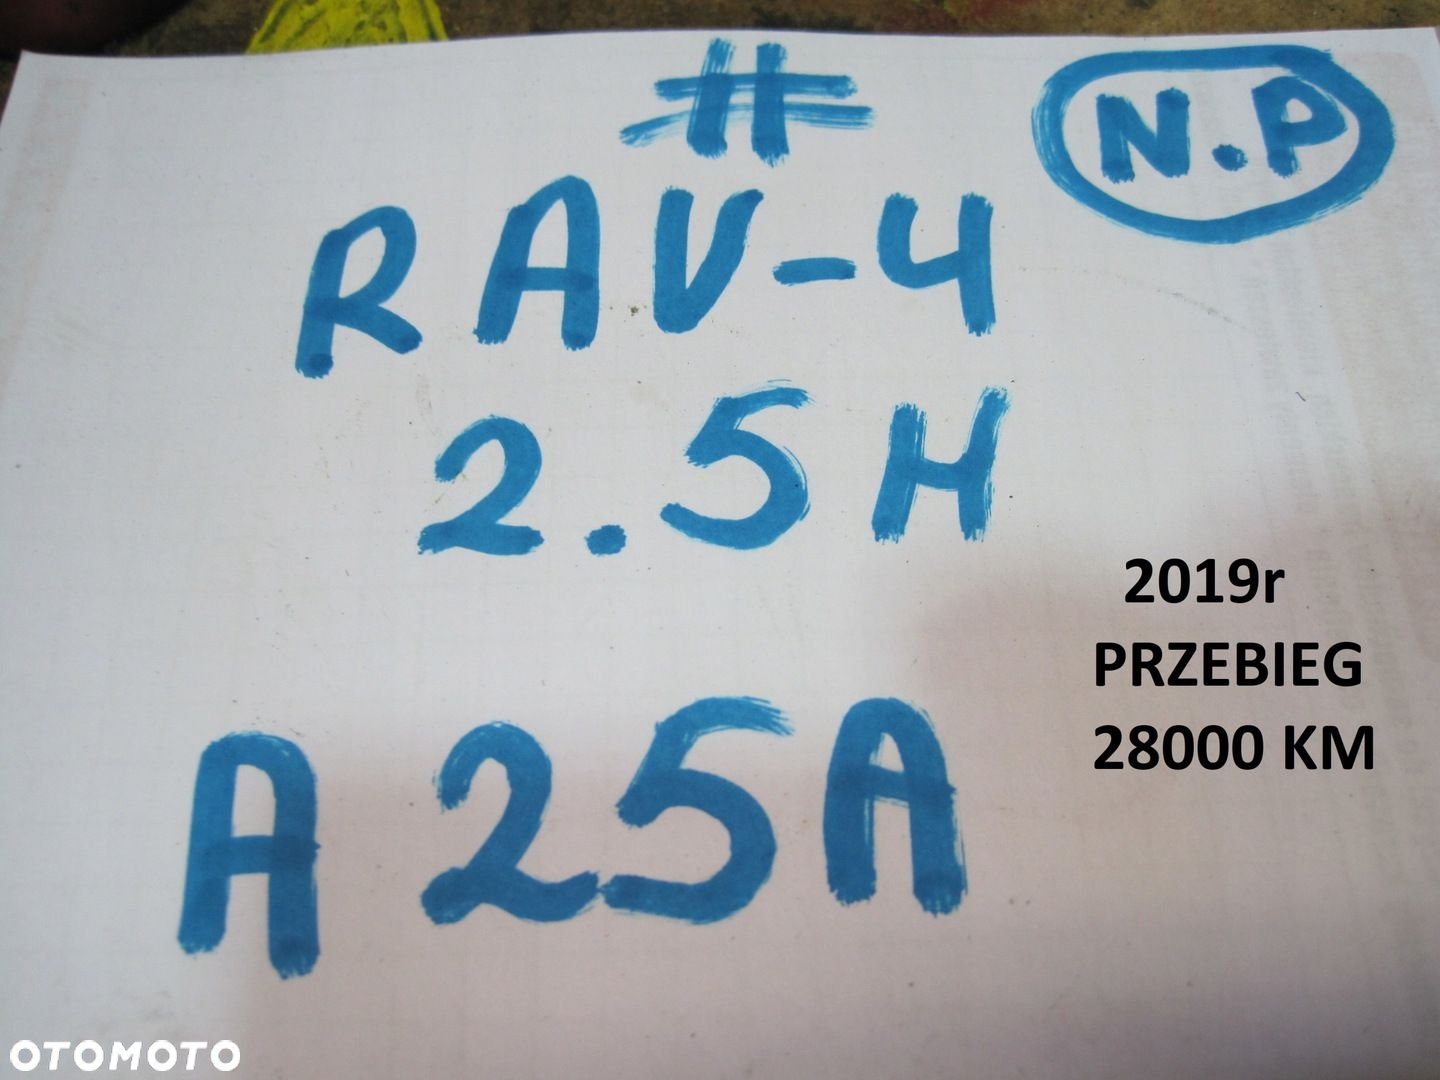 #
N.P
RAV-4
2.5H
2019r
PRZEBIEG
28000 KM
A25A
OTOMOTO